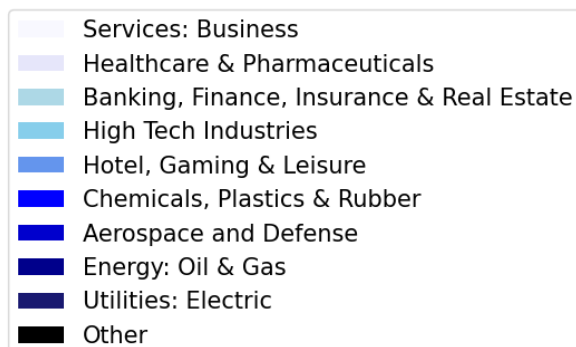 Services: Business
Healthcare & Pharmaceuticals
Banking, Finance, Insurance & Real Estate
High Tech Industries
Hotel, Gaming & Leisure
Chemicals, Plastics & Rubber
Aerospace and Defense
Energy: Oil & Gas
Utilities: Electric
Other